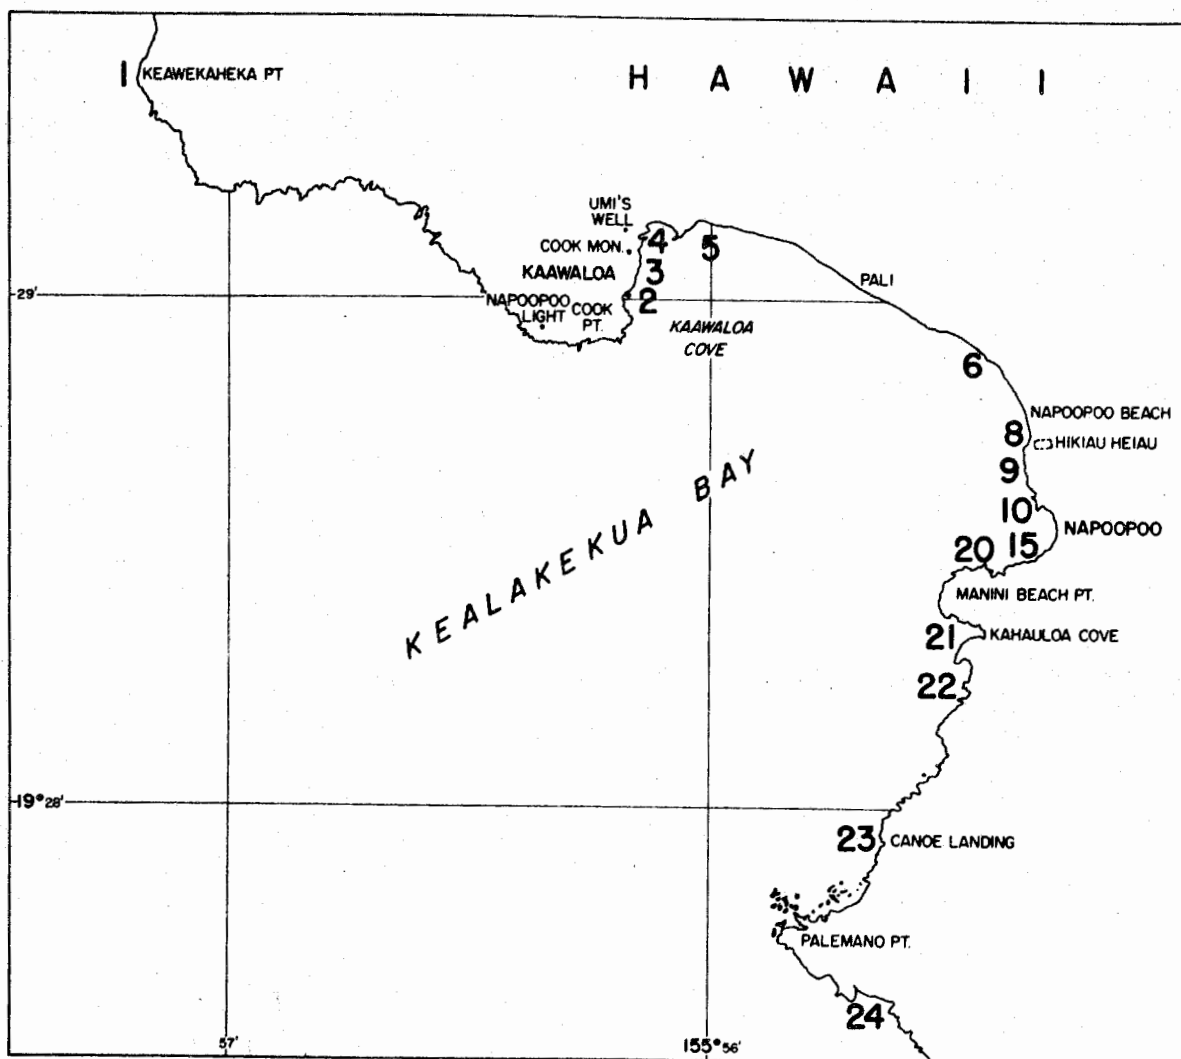 HAWAII
1 KEAWEKAHEKA PT
UMI'S
WELL
COOK MON.
4
5
KAAWALOA
3
29'
NAPOOPOO
LIGHT
COOK
PT.
2
PALI
KAAWALOA
COVE
6
NAPOOPOO BEACH
8
HIKIAU HEIAU
9
KEALAKEKUA BAY
10
NAPOOPOO
20
15
MANINI BEACH PT.
21
KAHAULOA COVE
22
19°28'
23
CANOE LANDING
PALEMANO PT.
24
57'
155°56'